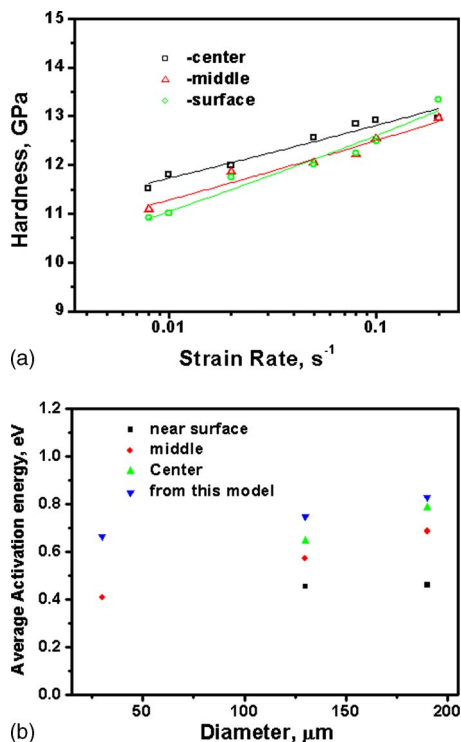 15
14
13
12
11
10
9
Hardness, GPa
-center
-middle
-surface
0.01
0.1
Strain Rate, s⁻¹
(a)
1.2
1.0
0.8
0.6
0.4
0.2
0.0
Average Activation energy, eV
near surface
middle
Center
from this model
50
100
150
200
Diameter, μm
(b)